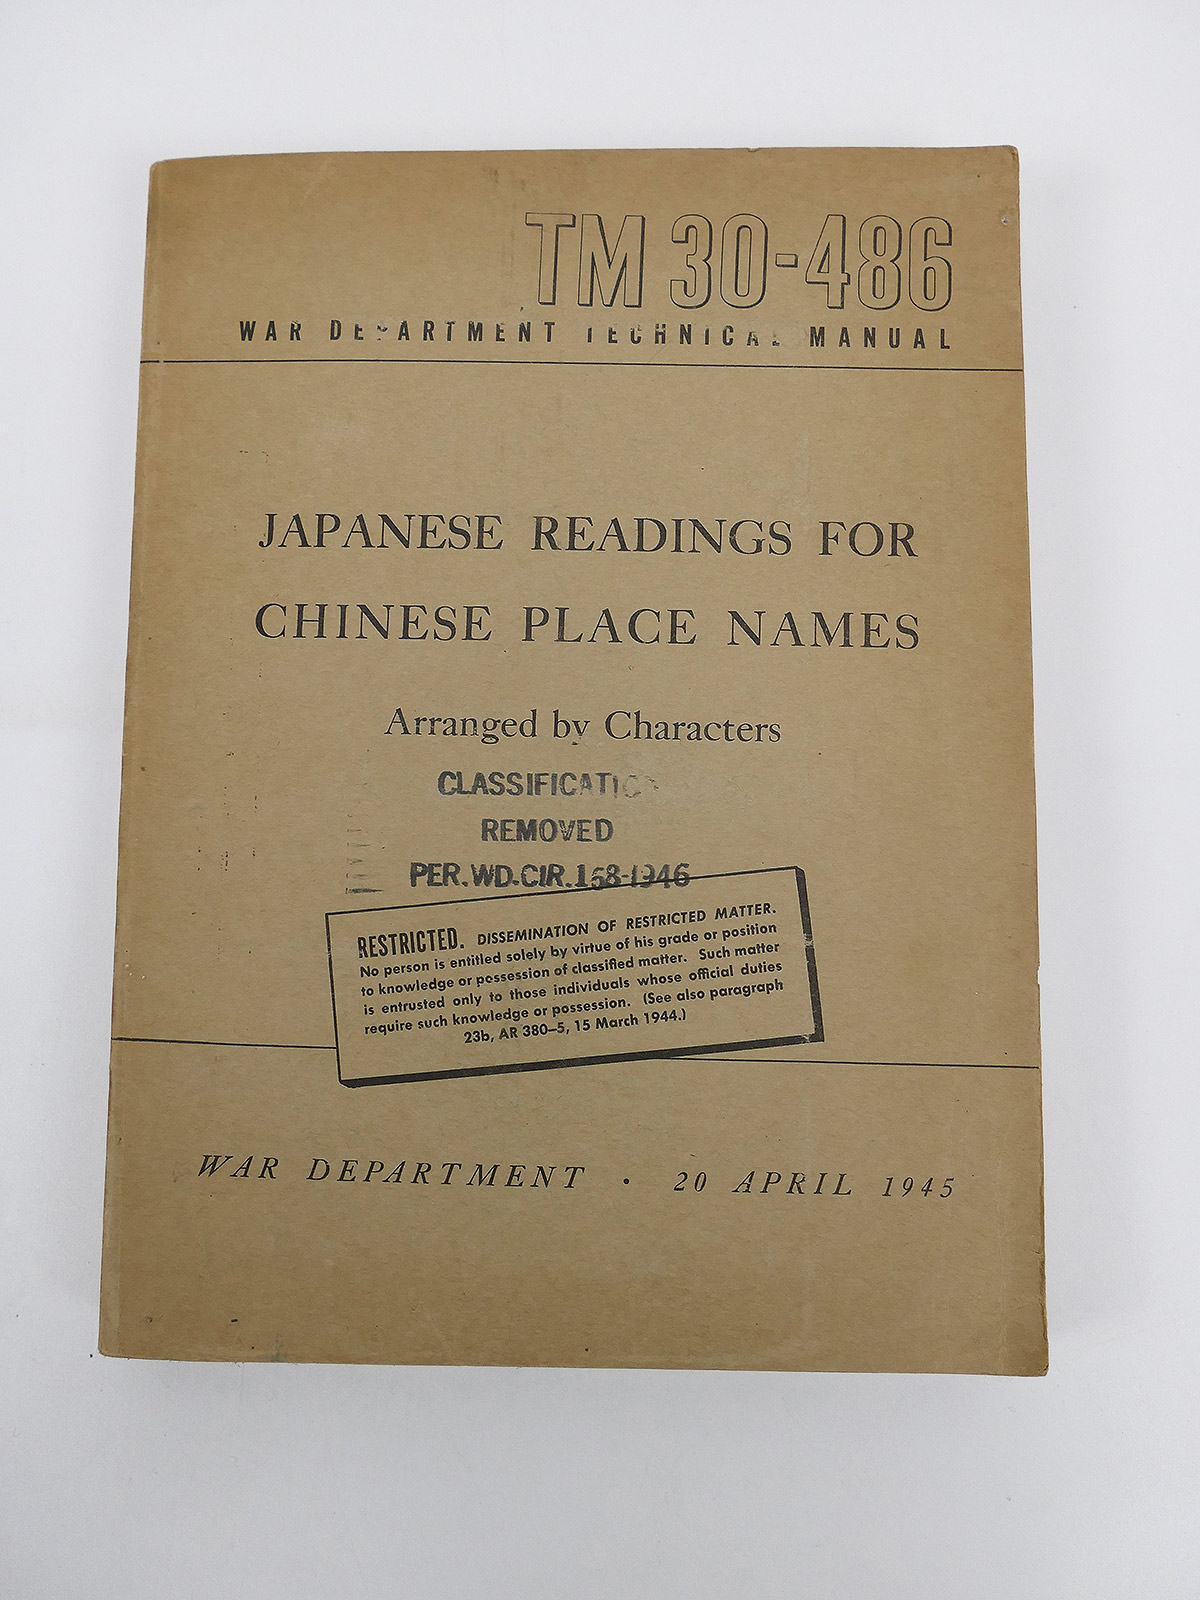 TM 30-486
WAR DEPARTMENT TECHNICAL MANUAL
JAPANESE READINGS FOR
CHINESE PLACE NAMES
Arranged by Characters
CLASSIFICATIO
REMOVED
PER.WD.CIR.168-1946
RESTRICTED. DISSEMINATION OF RESTRICTED MATTER.
No person is entitled solely by virtue of his grade or position
to knowledge or possession of classified matter. Such matter
is entrusted only to those individuals whose official duties
require such knowledge or possession. (See also paragraph
23b, AR 380–5, 15 March 1944.)
WAR DEPARTMENT · 20 APRIL 1945